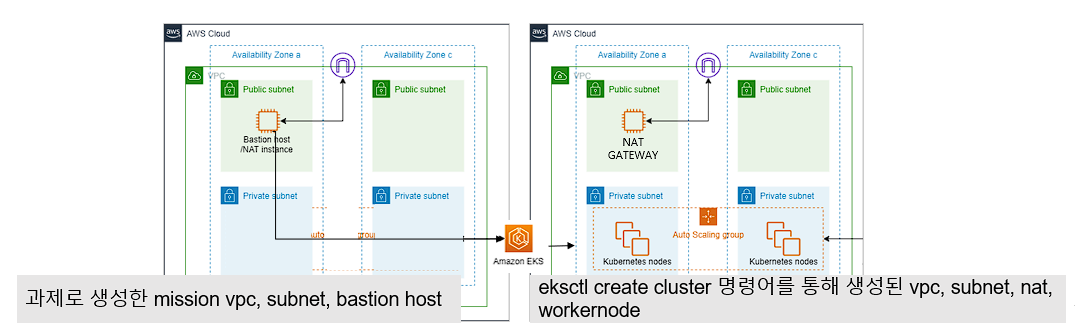 aws AWS Cloud
Availability Zone a
Availability Zone c
VPC
Public subnet
Public subnet
Bastion host
/NAT instance
Private subnet
Private subnet
Auto
group
Amazon EKS
과제로 생성한 mission vpc, subnet, bastion host
aws AWS Cloud
Availability Zone a
Availability Zone c
VPC
Public subnet
Public subnet
NAT
GATEWAY
Private subnet
Private subnet
Auto Scaling group
Kubernetes nodes
Kubernetes nodes
eksctl create cluster 명령어를 통해 생성된 vpc, subnet, nat,
workernode